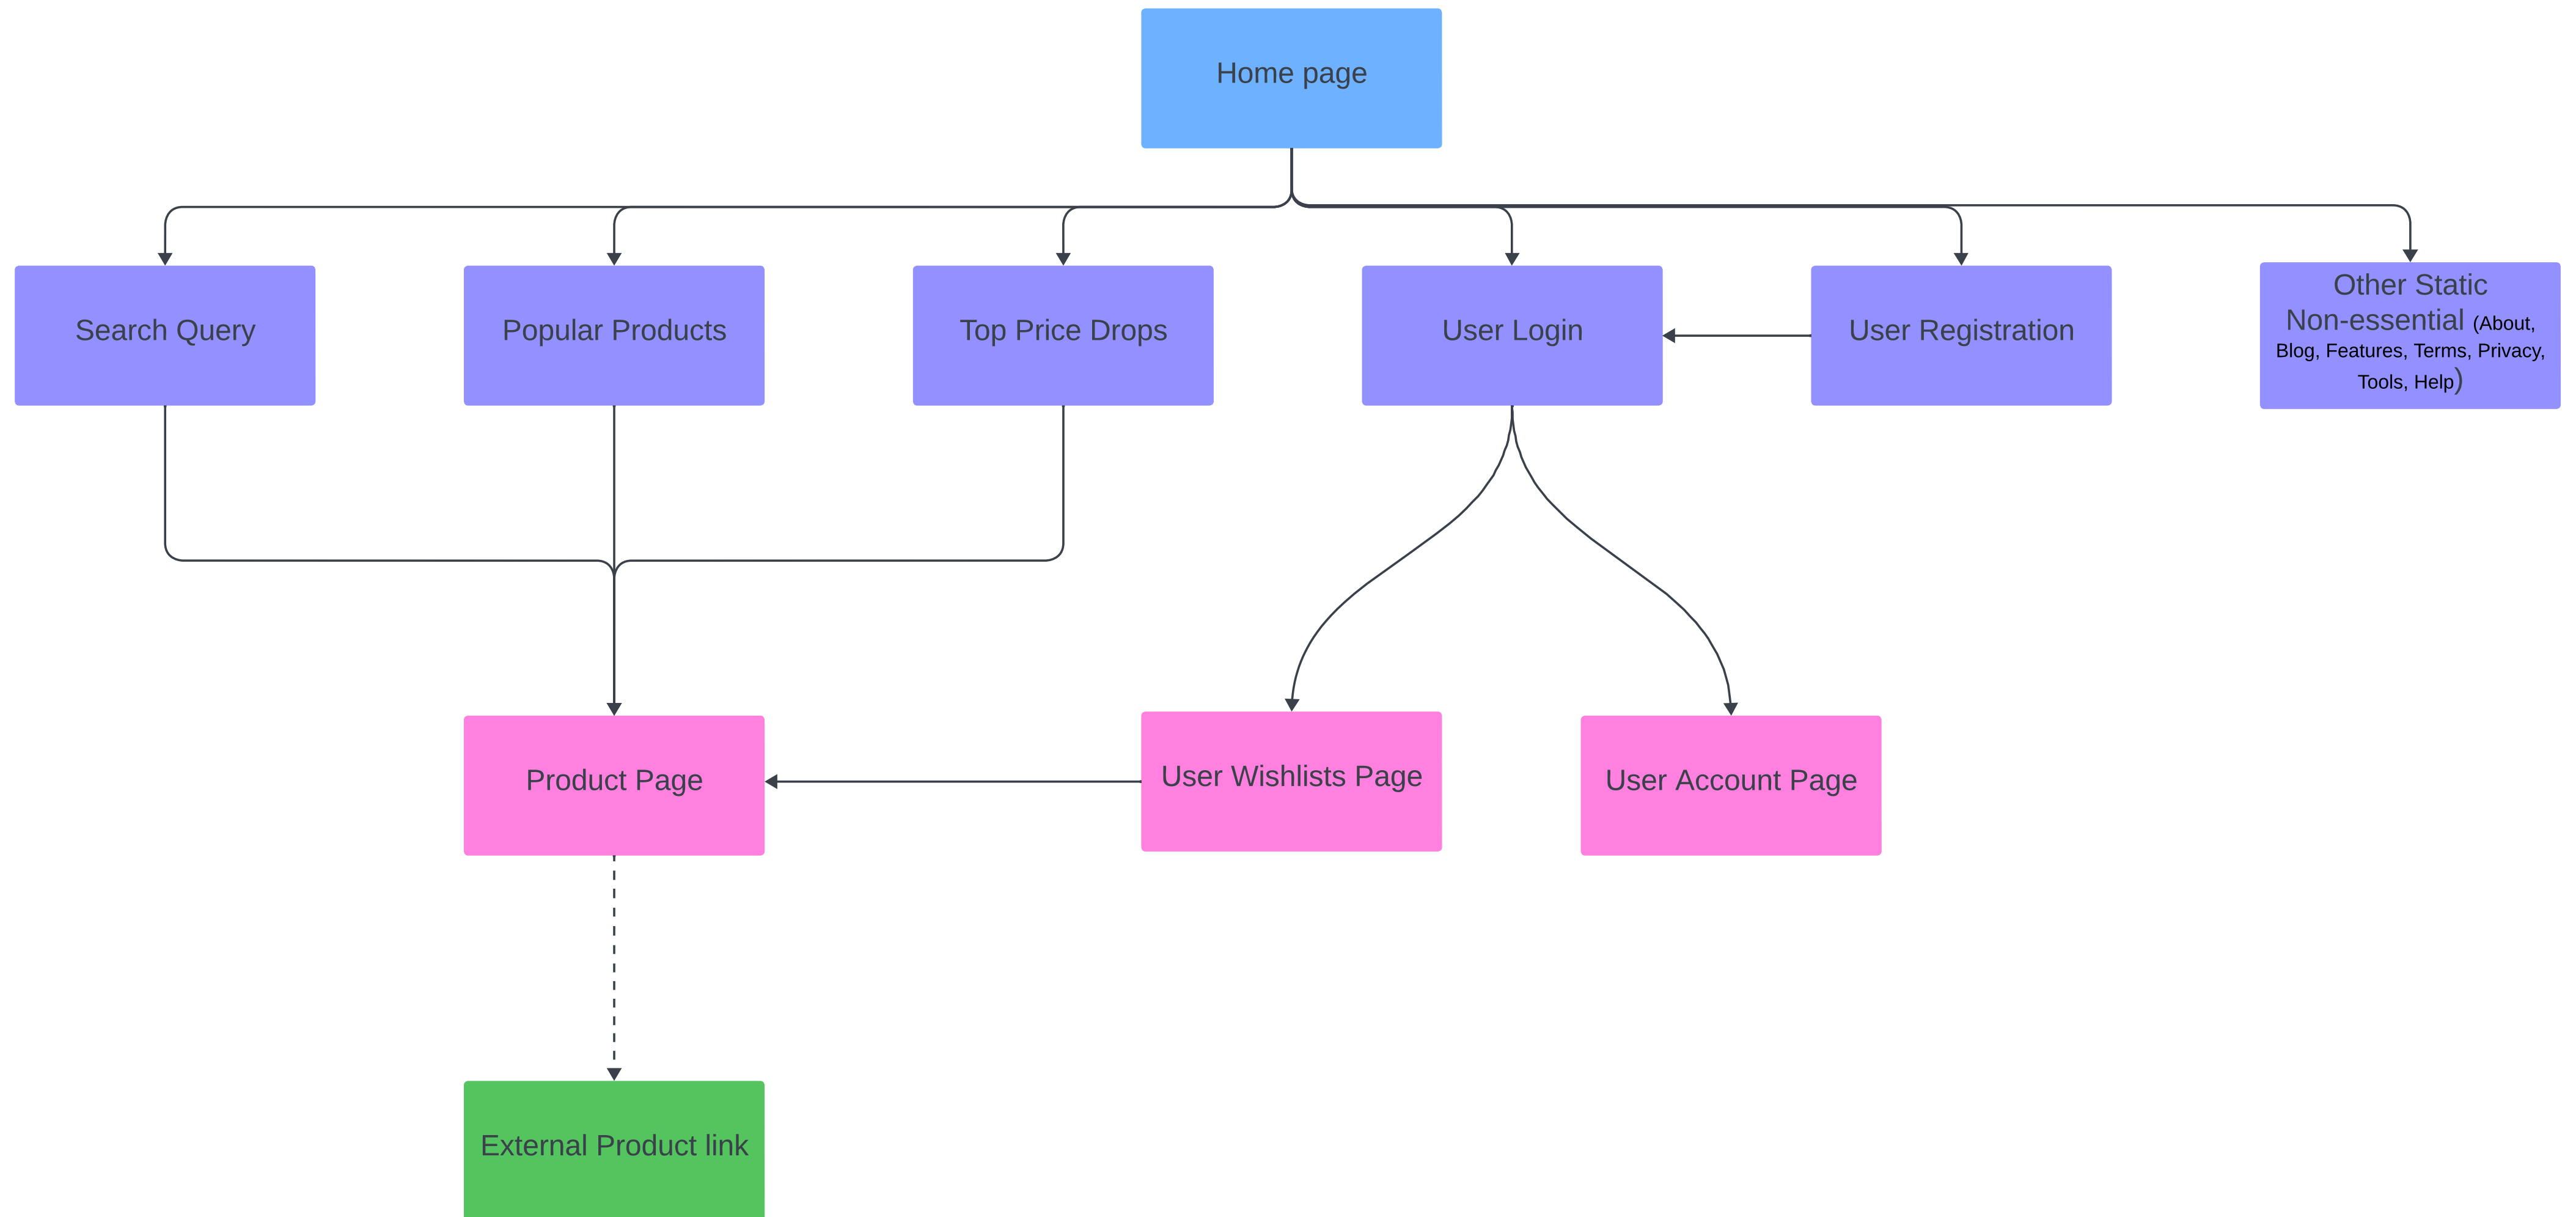 Home page
Search Query
Popular Products
Top Price Drops
User Login
User Registration
Other Static
Non-essential (About,
Blog, Features, Terms, Privacy,
Tools, Help)
Product Page
User Wishlists Page
User Account Page
External Product link